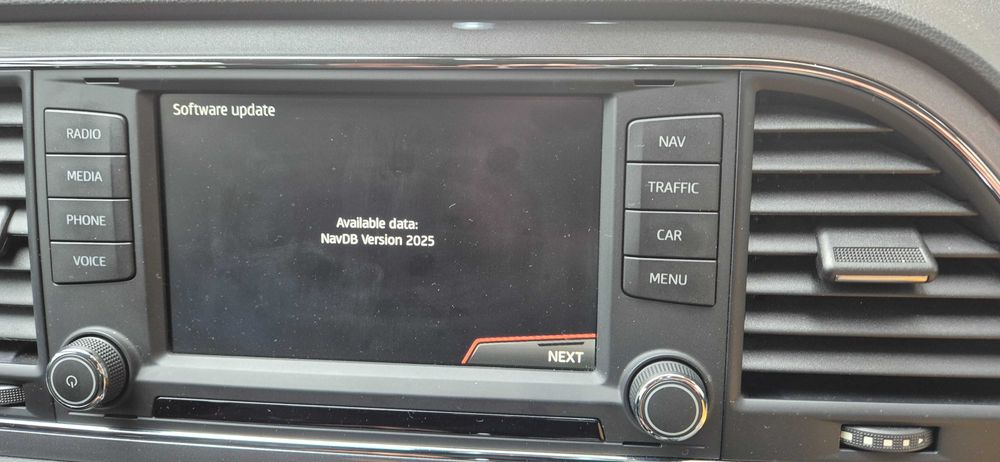 Software update
RADIO
MEDIA
PHONE
VOICE
Available data:
NavDB Version 2025
NEXT
NAV
TRAFFIC
CAR
MENU